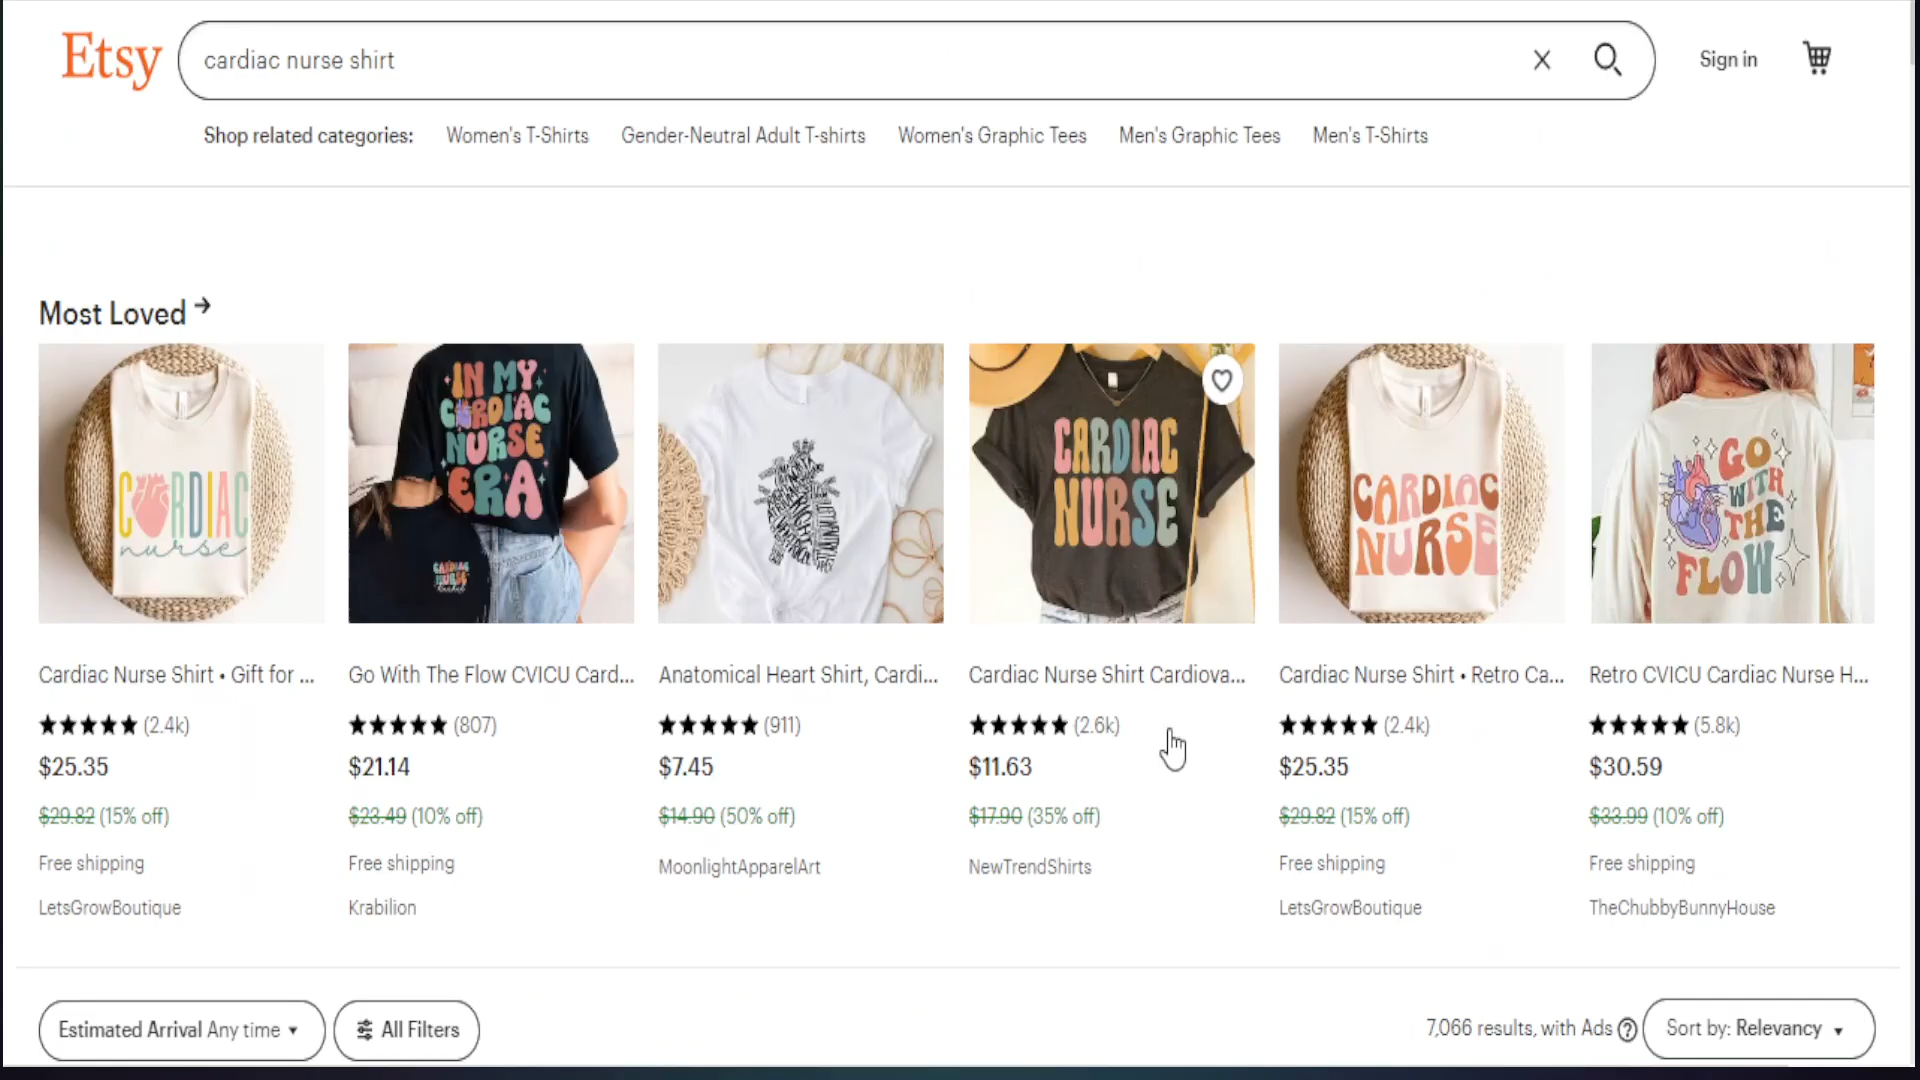 Etsy
cardiac nurse shirt
Sign in
Shop related categories: Women's T-Shirts Gender-Neutral Adult T-shirts Women's Graphic Tees Men's Graphic Tees Men's T-Shirts
Most Loved
CARDIAC
nurse
IN MY
CARDIAC
NURSE
ERA
CARDIAC
NURSE
CARDIAC
NURSE
CARDIAC
NURSE
GO
WITH
THE
FLOW
Cardiac Nurse Shirt • Gift for ...
Go With The Flow CVICU Card...
Anatomical Heart Shirt, Cardi...
Cardiac Nurse Shirt Cardiova...
Cardiac Nurse Shirt • Retro Ca...
Retro CVICU Cardiac Nurse H...
(2.4k)
(807)
(911)
(2.6k)
(2.4k)
(5.8k)
$25.35
$21.14
$7.45
$11.63
$25.35
$30.59
$29.82 (15% off)
$23.49 (10% off)
$14.90 (50% off)
$17.90 (35% off)
$29.82 (15% off)
$33.99 (10% off)
Free shipping
Free shipping
MoonlightApparelArt
NewTrendShirts
Free shipping
Free shipping
LetsGrowBoutique
Krabilion
LetsGrowBoutique
TheChubbyBunnyHouse
Estimated Arrival Any time
All Filters
7,066 results, with Ads ?
Sort by: Relevancy